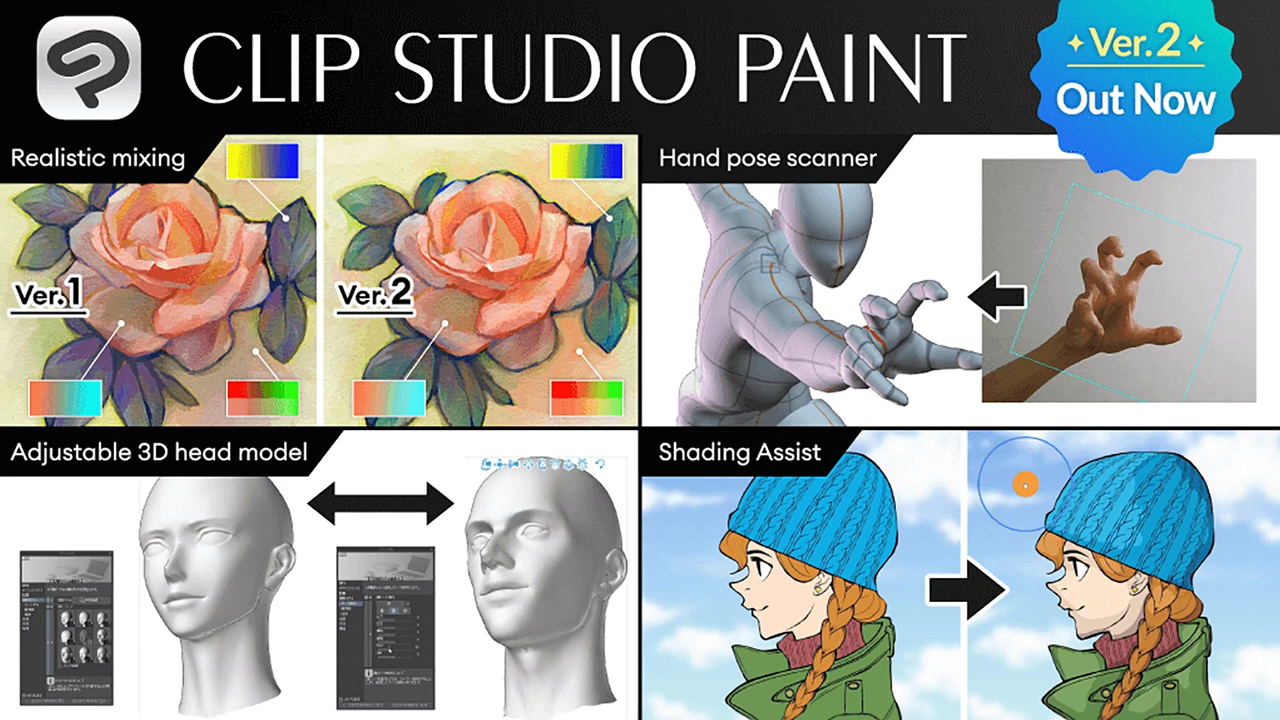 CLIP STUDIO PAINT
Ver.2
Out Now
Realistic mixing
Ver.1
Ver.2
Hand pose scanner
Adjustable 3D head model
Shading Assist